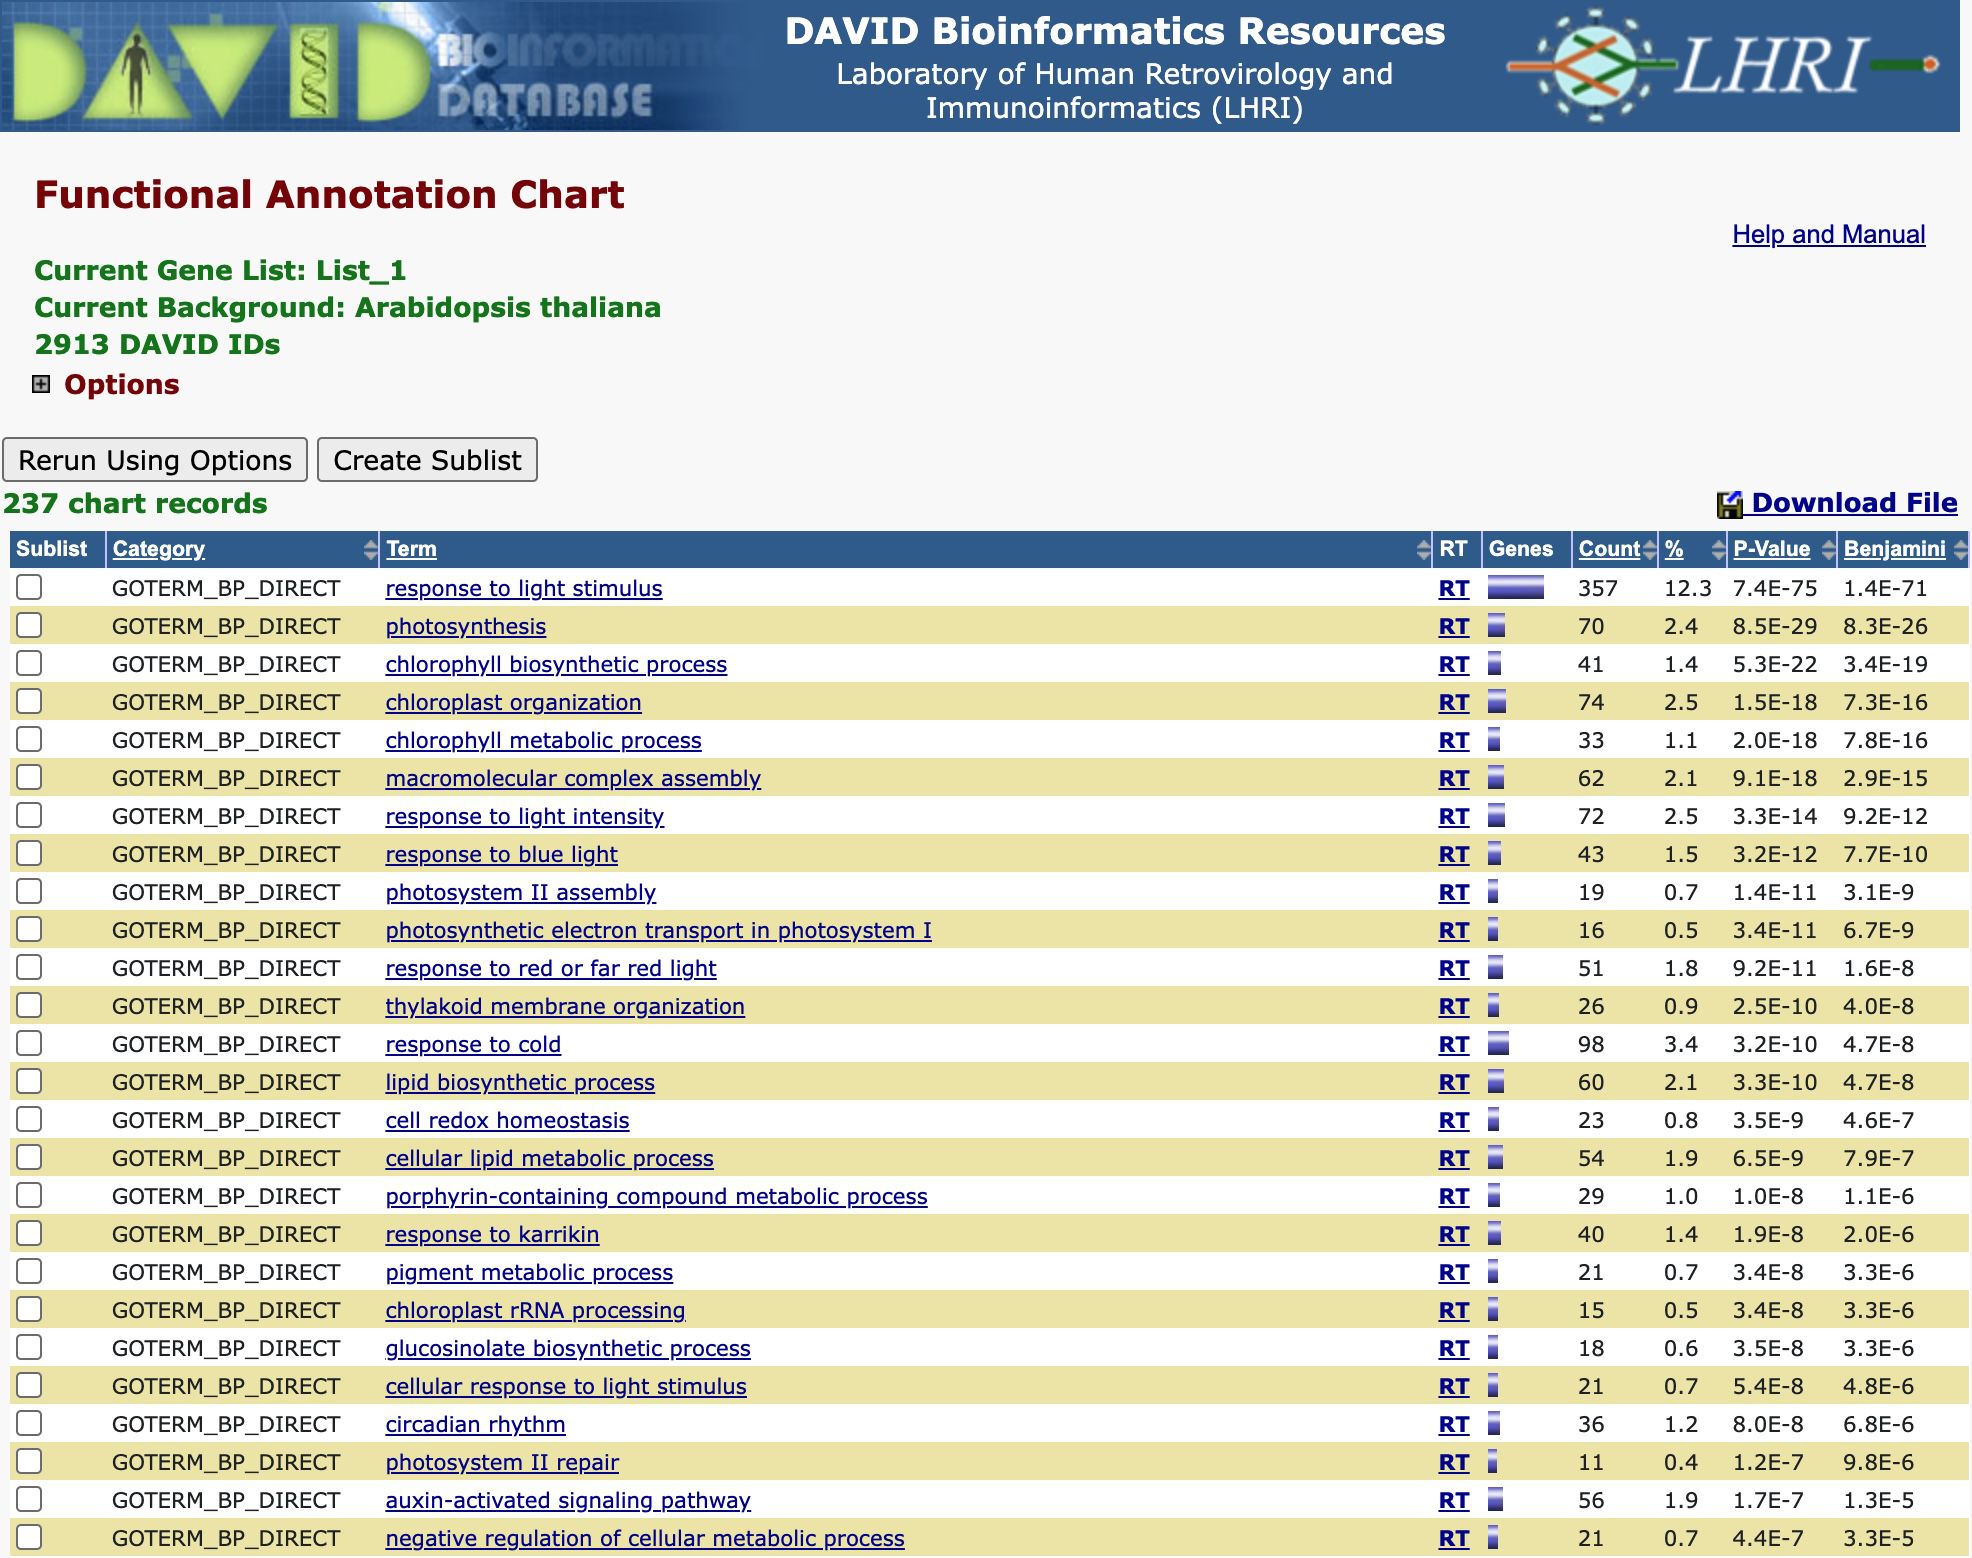 DAVID BIOINFORMATICS
DATABASE
DAVID Bioinformatics Resources
Laboratory of Human Retrovirology and
Immunoinformatics (LHRI)
LHRI
Functional Annotation Chart
Help and Manual
Current Gene List: List_1
Current Background: Arabidopsis thaliana
2913 DAVID IDs
Options
Rerun Using Options Create Sublist
237 chart records Download File
Sublist Category Term RT Genes Count % P-Value Benjamini
GOTERM_BP_DIRECT response to light stimulus RT 357 12.3 7.4E-75 1.4E-71
GOTERM_BP_DIRECT photosynthesis RT 70 2.4 8.5E-29 8.3E-26
GOTERM_BP_DIRECT chlorophyll biosynthetic process RT 41 1.4 5.3E-22 3.4E-19
GOTERM_BP_DIRECT chloroplast organization RT 74 2.5 1.5E-18 7.3E-16
GOTERM_BP_DIRECT chlorophyll metabolic process RT 33 1.1 2.0E-18 7.8E-16
GOTERM_BP_DIRECT macromolecular complex assembly RT 62 2.1 9.1E-18 2.9E-15
GOTERM_BP_DIRECT response to light intensity RT 72 2.5 3.3E-14 9.2E-12
GOTERM_BP_DIRECT response to blue light RT 43 1.5 3.2E-12 7.7E-10
GOTERM_BP_DIRECT photosystem II assembly RT 19 0.7 1.4E-11 3.1E-9
GOTERM_BP_DIRECT photosynthetic electron transport in photosystem I RT 16 0.5 3.4E-11 6.7E-9
GOTERM_BP_DIRECT response to red or far red light RT 51 1.8 9.2E-11 1.6E-8
GOTERM_BP_DIRECT thylakoid membrane organization RT 26 0.9 2.5E-10 4.0E-8
GOTERM_BP_DIRECT response to cold RT 98 3.4 3.2E-10 4.7E-8
GOTERM_BP_DIRECT lipid biosynthetic process RT 60 2.1 3.3E-10 4.7E-8
GOTERM_BP_DIRECT cell redox homeostasis RT 23 0.8 3.5E-9 4.6E-7
GOTERM_BP_DIRECT cellular lipid metabolic process RT 54 1.9 6.5E-9 7.9E-7
GOTERM_BP_DIRECT porphyrin-containing compound metabolic process RT 29 1.0 1.0E-8 1.1E-6
GOTERM_BP_DIRECT response to karrikin RT 40 1.4 1.9E-8 2.0E-6
GOTERM_BP_DIRECT pigment metabolic process RT 21 0.7 3.4E-8 3.3E-6
GOTERM_BP_DIRECT chloroplast rRNA processing RT 15 0.5 3.4E-8 3.3E-6
GOTERM_BP_DIRECT glucosinolate biosynthetic process RT 18 0.6 3.5E-8 3.3E-6
GOTERM_BP_DIRECT cellular response to light stimulus RT 21 0.7 5.4E-8 4.8E-6
GOTERM_BP_DIRECT circadian rhythm RT 36 1.2 8.0E-8 6.8E-6
GOTERM_BP_DIRECT photosystem II repair RT 11 0.4 1.2E-7 9.8E-6
GOTERM_BP_DIRECT auxin-activated signaling pathway RT 56 1.9 1.7E-7 1.3E-5
GOTERM_BP_DIRECT negative regulation of cellular metabolic process RT 21 0.7 4.4E-7 3.3E-5